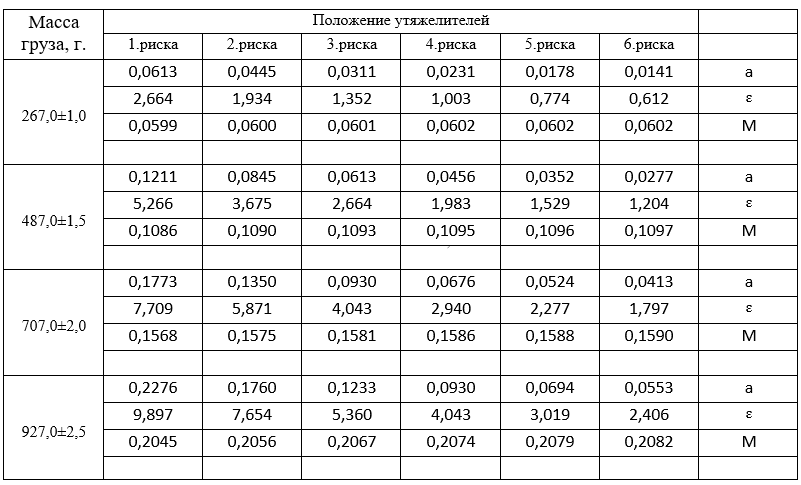 Масса груза, г. Положение утяжелителей
1.риска 2.риска 3.риска 4.риска 5.риска 6.риска
267,0±1,0
0,0613 0,0445 0,0311 0,0231 0,0178 0,0141 a
2,664 1,934 1,352 1,003 0,774 0,612 ε
0,0599 0,0600 0,0601 0,0602 0,0602 0,0602 M
487,0±1,5
0,1211 0,0845 0,0613 0,0456 0,0352 0,0277 a
5,266 3,675 2,664 1,983 1,529 1,204 ε
0,1086 0,1090 0,1093 0,1095 0,1096 0,1097 M
707,0±2,0
0,1773 0,1350 0,0930 0,0676 0,0524 0,0413 a
7,709 5,871 4,043 2,940 2,277 1,797 ε
0,1568 0,1575 0,1581 0,1586 0,1588 0,1590 M
927,0±2,5
0,2276 0,1760 0,1233 0,0930 0,0694 0,0553 a
9,897 7,654 5,360 4,043 3,019 2,406 ε
0,2045 0,2056 0,2067 0,2074 0,2079 0,2082 M